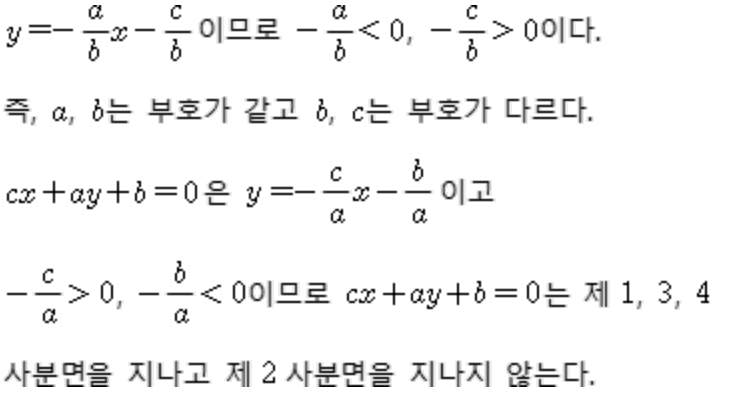 y=-a/b x-c/b 이므로 -a/b<0, -c/b>0이다.
즉, a, b는 부호가 같고 b, c는 부호가 다르다.
cx+ay+b=0은 y=-c/a x-b/a 이고
-c/a>0, -b/a<0이므로 cx+ay+b=0는 제 1, 3, 4
사분면을 지나고 제 2 사분면을 지나지 않는다.